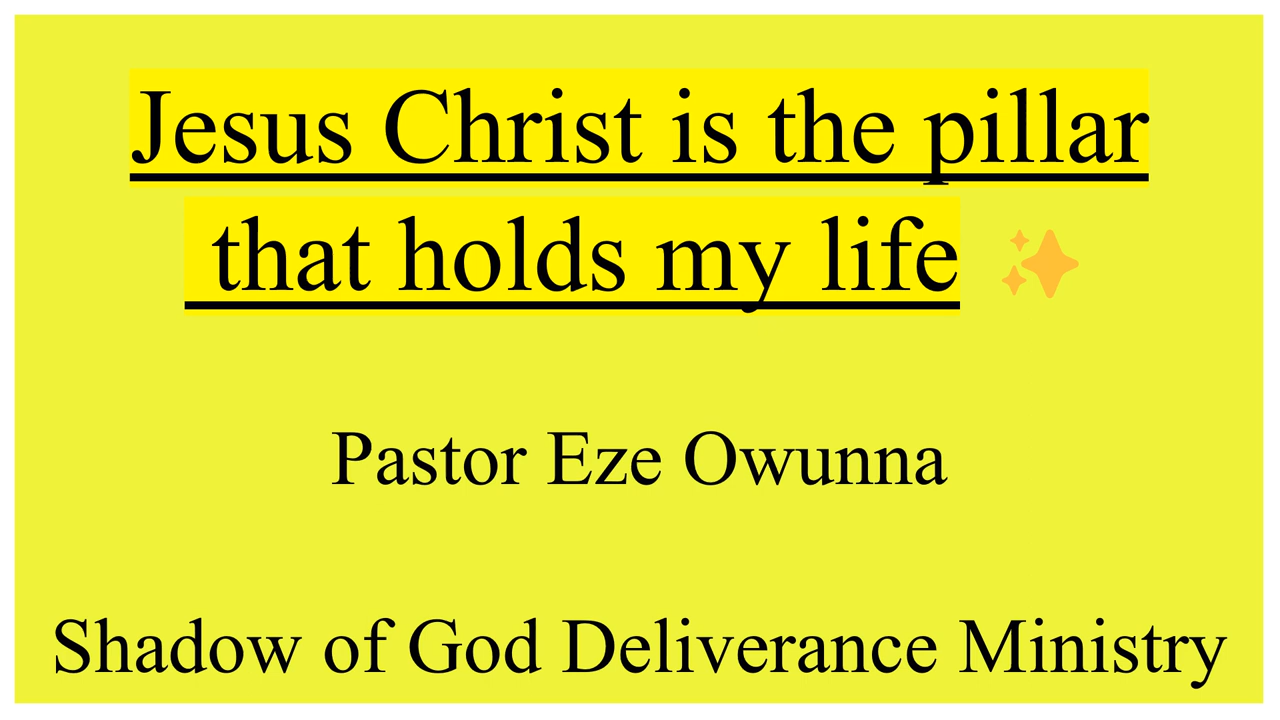 Jesus Christ is the pillar
that holds my life ✨
Pastor Eze Owunna
Shadow of God Deliverance Ministry